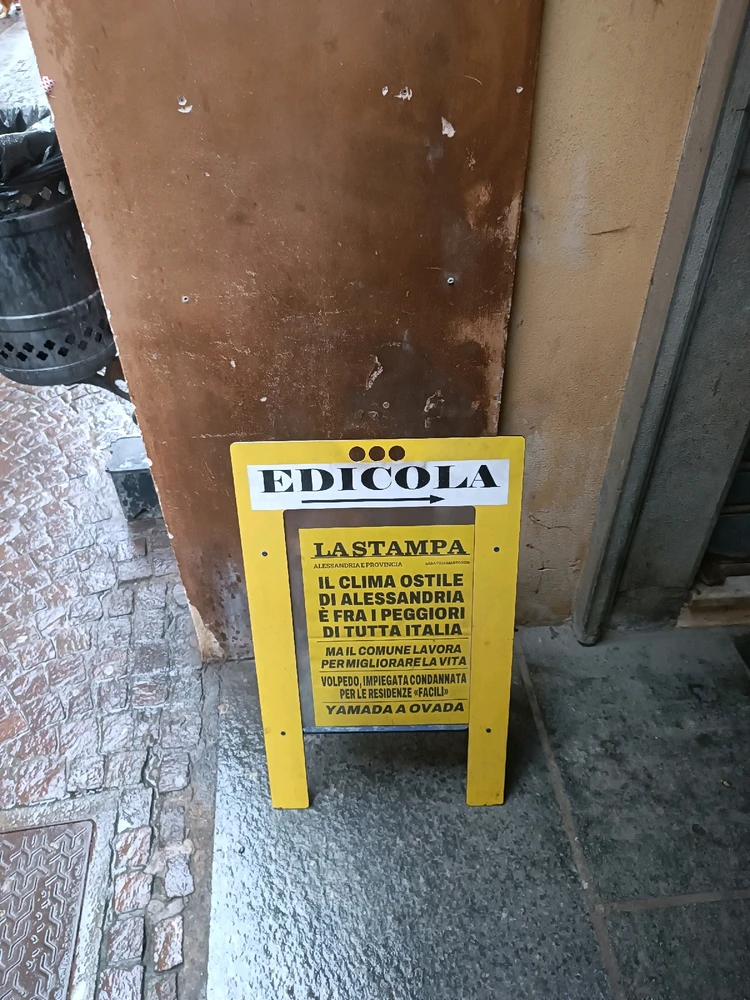 EDICOLA
LA STAMPA
ALESSANDRIA E PROVINCIA
IL CLIMA OSTILE
DI ALESSANDRIA
È FRA I PEGGIORI
DI TUTTA ITALIA
MA IL COMUNE LAVORA
PER MIGLIORARE LA VITA
VOLPEDO, IMPIEGATA CONDANNATA
PER LE RESIDENZE «FACILI»
YAMADA A OVADA